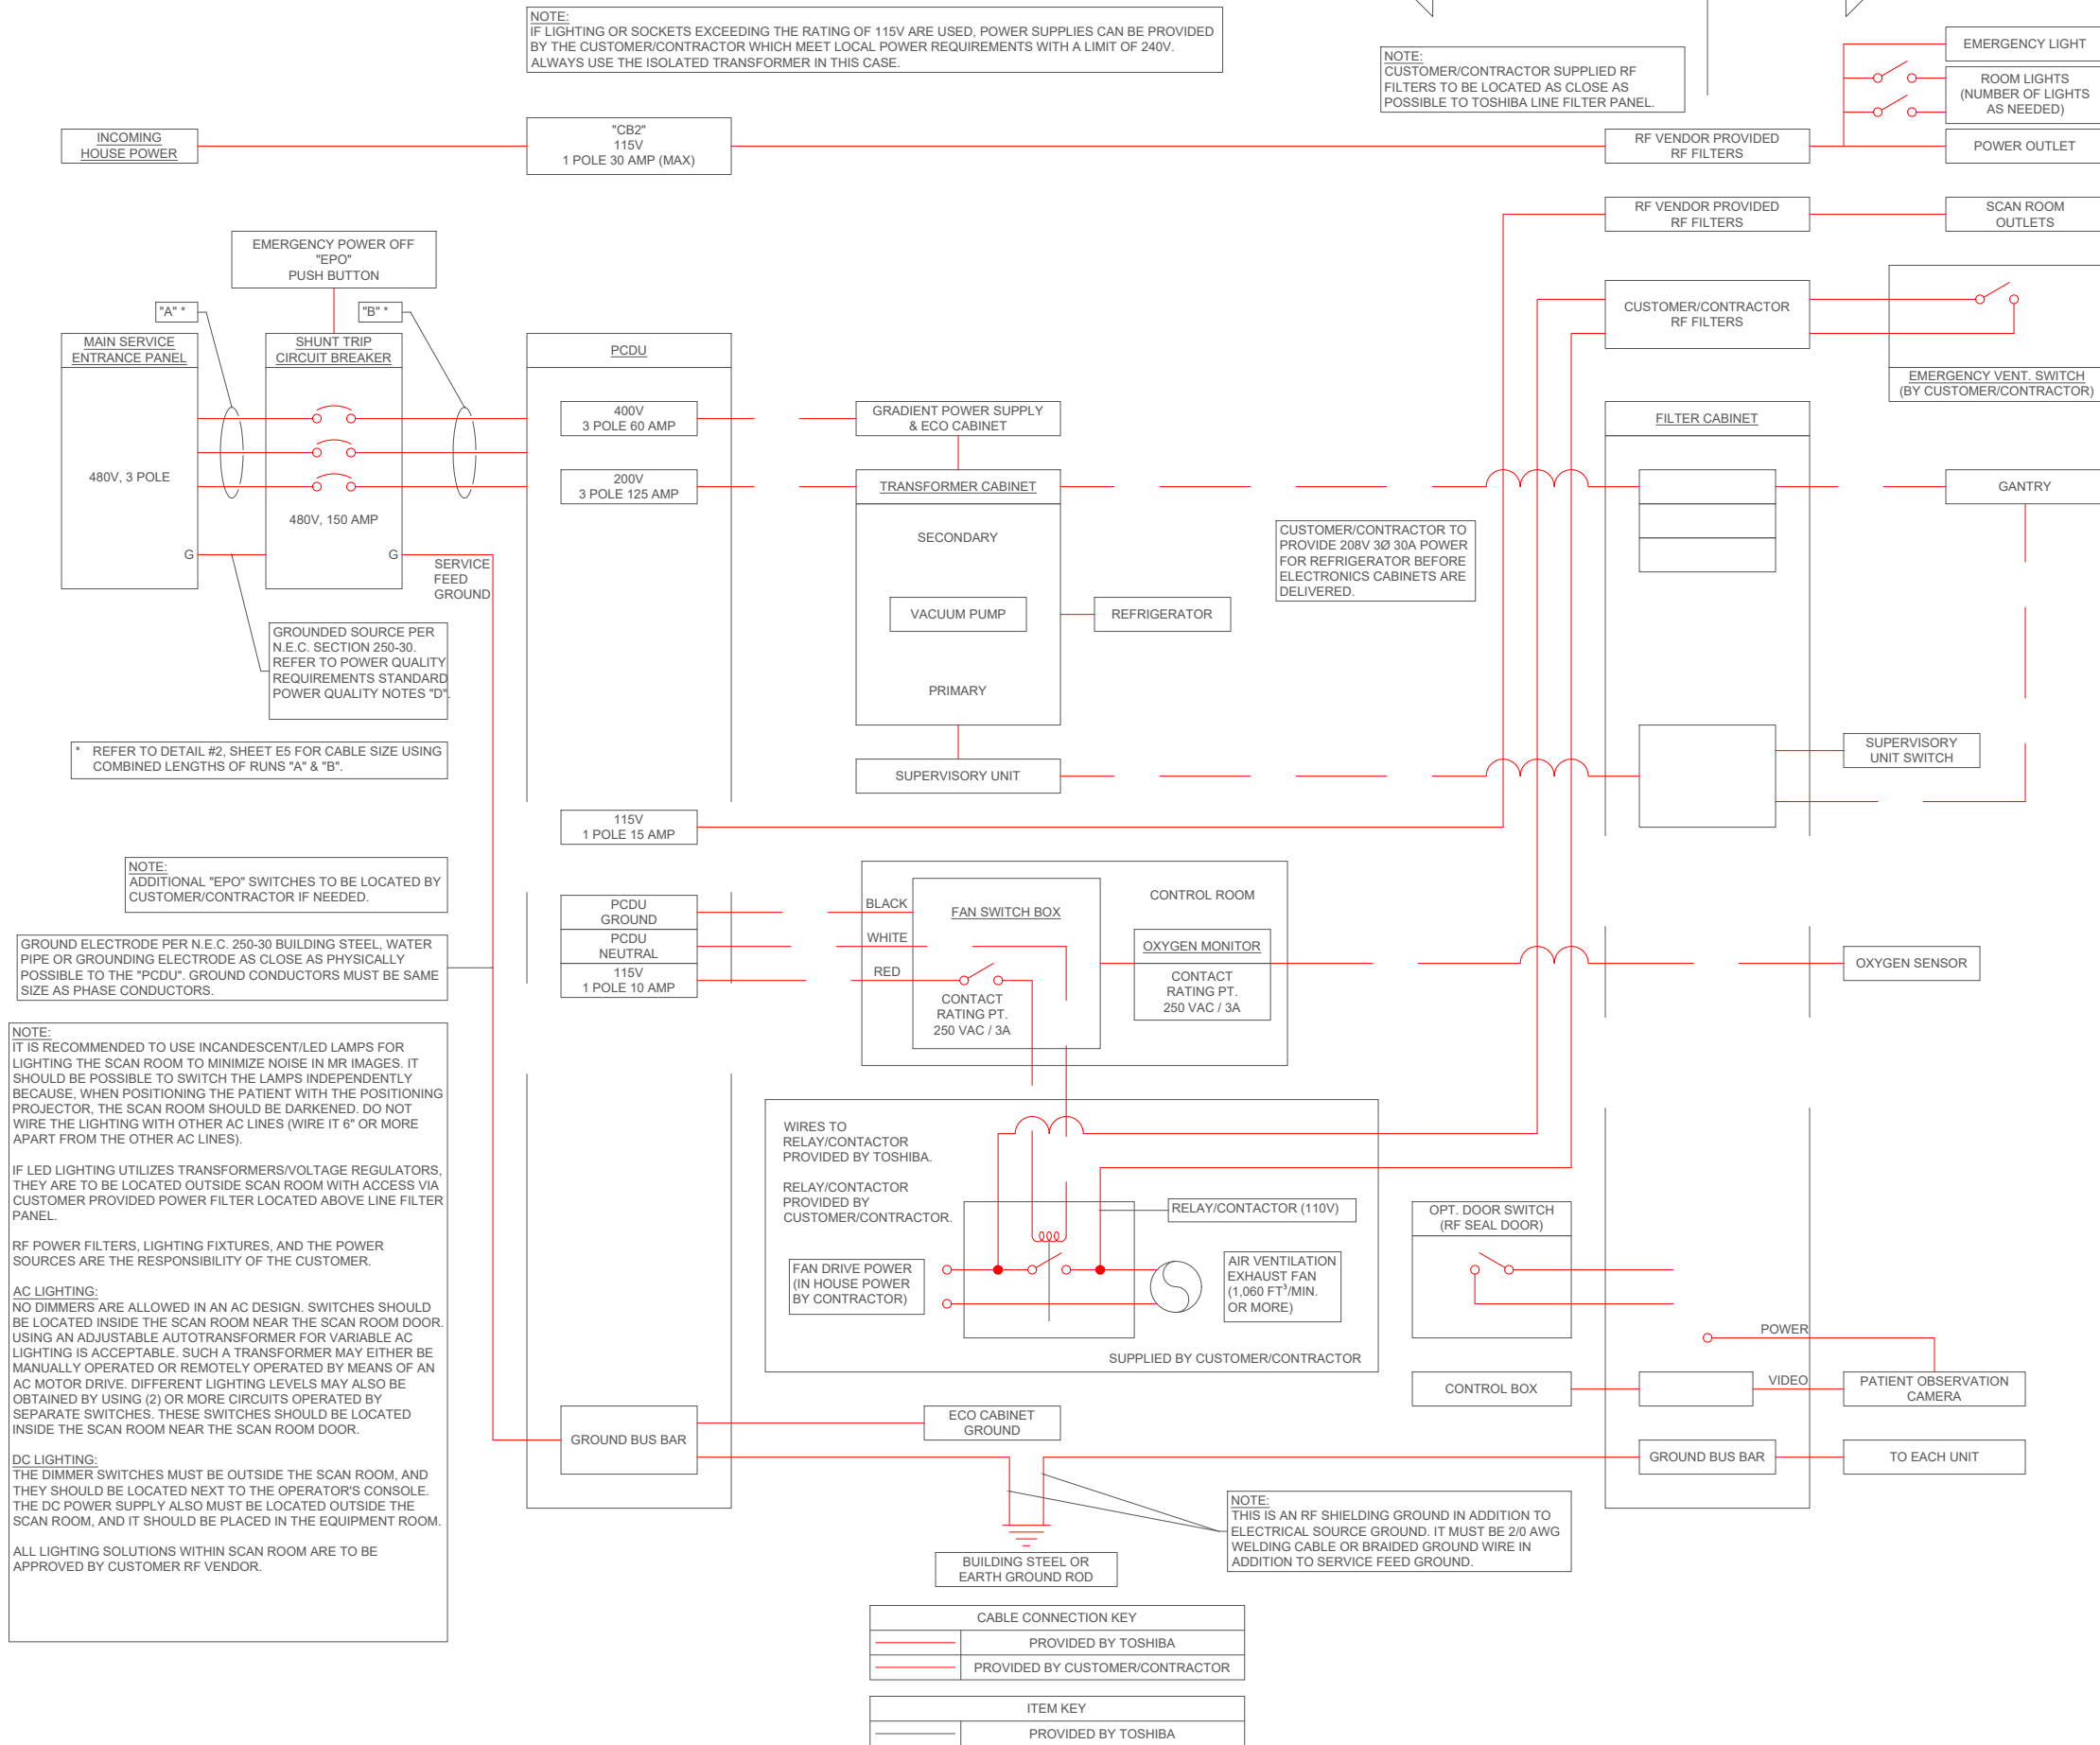 NOTE:
IF LIGHTING OR SOCKETS EXCEEDING THE RATING OF 115V ARE USED, POWER SUPPLIES CAN BE PROVIDED
BY THE CUSTOMER/CONTRACTOR WHICH MEET LOCAL POWER REQUIREMENTS WITH A LIMIT OF 240V.
ALWAYS USE THE ISOLATED TRANSFORMER IN THIS CASE.
NOTE:
CUSTOMER/CONTRACTOR SUPPLIED RF
FILTERS TO BE LOCATED AS CLOSE AS
POSSIBLE TO TOSHIBA LINE FILTER PANEL.
EMERGENCY LIGHT
ROOM LIGHTS
(NUMBER OF LIGHTS
AS NEEDED)
INCOMING
HOUSE POWER
"CB2"
115V
1 POLE 30 AMP (MAX)
RF VENDOR PROVIDED
RF FILTERS
POWER OUTLET
RF VENDOR PROVIDED
RF FILTERS
SCAN ROOM
OUTLETS
EMERGENCY POWER OFF
"EPO"
PUSH BUTTON
"A" *
"B" *
CUSTOMER/CONTRACTOR
RF FILTERS
EMERGENCY VENT. SWITCH
(BY CUSTOMER/CONTRACTOR)
MAIN SERVICE
ENTRANCE PANEL
480V, 3 POLE
G
SHUNT TRIP
CIRCUIT BREAKER
480V, 150 AMP
G
SERVICE
FEED
GROUND
PCDU
400V
3 POLE 60 AMP
200V
3 POLE 125 AMP
GRADIENT POWER SUPPLY
& ECO CABINET
TRANSFORMER CABINET
SECONDARY
VACUUM PUMP
PRIMARY
REFRIGERATOR
CUSTOMER/CONTRACTOR TO
PROVIDE 208V 3Ø 30A POWER
FOR REFRIGERATOR BEFORE
ELECTRONICS CABINETS ARE
DELIVERED.
FILTER CABINET
GANTRY
GROUNDED SOURCE PER
N.E.C. SECTION 250-30.
REFER TO POWER QUALITY
REQUIREMENTS STANDARD
POWER QUALITY NOTES "D".
* REFER TO DETAIL #2, SHEET E5 FOR CABLE SIZE USING
COMBINED LENGTHS OF RUNS "A" & "B".
SUPERVISORY UNIT
SUPERVISORY
UNIT SWITCH
115V
1 POLE 15 AMP
NOTE:
ADDITIONAL "EPO" SWITCHES TO BE LOCATED BY
CUSTOMER/CONTRACTOR IF NEEDED.
GROUND ELECTRODE PER N.E.C. 250-30 BUILDING STEEL, WATER
PIPE OR GROUNDING ELECTRODE AS CLOSE AS PHYSICALLY
POSSIBLE TO THE "PCDU". GROUND CONDUCTORS MUST BE SAME
SIZE AS PHASE CONDUCTORS.
PCDU
GROUND
PCDU
NEUTRAL
115V
1 POLE 10 AMP
BLACK
WHITE
RED
FAN SWITCH BOX
CONTACT
RATING PT.
250 VAC / 3A
CONTROL ROOM
OXYGEN MONITOR
CONTACT
RATING PT.
250 VAC / 3A
OXYGEN SENSOR
NOTE:
IT IS RECOMMENDED TO USE INCANDESCENT/LED LAMPS FOR
LIGHTING THE SCAN ROOM TO MINIMIZE NOISE IN MR IMAGES. IT
SHOULD BE POSSIBLE TO SWITCH THE LAMPS INDEPENDENTLY
BECAUSE, WHEN POSITIONING THE PATIENT WITH THE POSITIONING
PROJECTOR, THE SCAN ROOM SHOULD BE DARKENED. DO NOT
WIRE THE LIGHTING WITH OTHER AC LINES (WIRE IT 6" OR MORE
APART FROM THE OTHER AC LINES).
IF LED LIGHTING UTILIZES TRANSFORMERS/VOLTAGE REGULATORS,
THEY ARE TO BE LOCATED OUTSIDE SCAN ROOM WITH ACCESS VIA
CUSTOMER PROVIDED POWER FILTER LOCATED ABOVE LINE FILTER
PANEL.
RF POWER FILTERS, LIGHTING FIXTURES, AND THE POWER
SOURCES ARE THE RESPONSIBILITY OF THE CUSTOMER.
AC LIGHTING:
NO DIMMERS ARE ALLOWED IN AN AC DESIGN. SWITCHES SHOULD
BE LOCATED INSIDE THE SCAN ROOM NEAR THE SCAN ROOM DOOR.
USING AN ADJUSTABLE AUTOTRANSFORMER FOR VARIABLE AC
LIGHTING IS ACCEPTABLE. SUCH A TRANSFORMER MAY EITHER BE
MANUALLY OPERATED OR REMOTELY OPERATED BY MEANS OF AN
AC MOTOR DRIVE. DIFFERENT LIGHTING LEVELS MAY ALSO BE
OBTAINED BY USING (2) OR MORE CIRCUITS OPERATED BY
SEPARATE SWITCHES. THESE SWITCHES SHOULD BE LOCATED
INSIDE THE SCAN ROOM NEAR THE SCAN ROOM DOOR.
DC LIGHTING:
THE DIMMER SWITCHES MUST BE OUTSIDE THE SCAN ROOM, AND
THEY SHOULD BE LOCATED NEXT TO THE OPERATOR'S CONSOLE.
THE DC POWER SUPPLY ALSO MUST BE LOCATED OUTSIDE THE
SCAN ROOM, AND IT SHOULD BE PLACED IN THE EQUIPMENT ROOM.
ALL LIGHTING SOLUTIONS WITHIN SCAN ROOM ARE TO BE
APPROVED BY CUSTOMER RF VENDOR.
WIRES TO
RELAY/CONTACTOR
PROVIDED BY TOSHIBA.
RELAY/CONTACTOR
PROVIDED BY
CUSTOMER/CONTRACTOR.
RELAY/CONTACTOR (110V)
FAN DRIVE POWER
(IN HOUSE POWER
BY CONTRACTOR)
AIR VENTILATION
EXHAUST FAN
(1,060 FT³/MIN.
OR MORE)
SUPPLIED BY CUSTOMER/CONTRACTOR
OPT. DOOR SWITCH
(RF SEAL DOOR)
POWER
CONTROL BOX
VIDEO
PATIENT OBSERVATION
CAMERA
GROUND BUS BAR
ECO CABINET
GROUND
GROUND BUS BAR
TO EACH UNIT
NOTE:
THIS IS AN RF SHIELDING GROUND IN ADDITION TO
ELECTRICAL SOURCE GROUND. IT MUST BE 2/0 AWG
WELDING CABLE OR BRAIDED GROUND WIRE IN
ADDITION TO SERVICE FEED GROUND.
BUILDING STEEL OR
EARTH GROUND ROD
CABLE CONNECTION KEY
PROVIDED BY TOSHIBA
PROVIDED BY CUSTOMER/CONTRACTOR
ITEM KEY
PROVIDED BY TOSHIBA